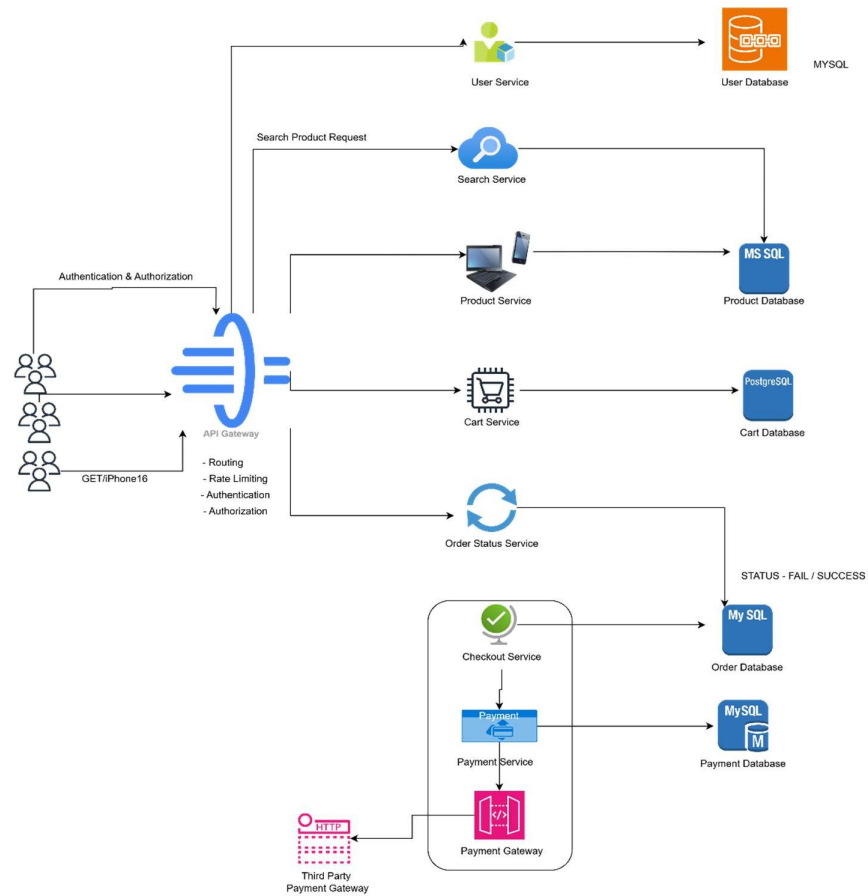 User Service
User Database
MYSQL
Search Product Request
Search Service
Authentication & Authorization
MS SQL
Product Service
Product Database
API Gateway
PostgreSQL
Cart Service
Cart Database
GET/iPhone16
- Routing
- Rate Limiting
- Authentication
- Authorization
Order Status Service
STATUS - FAIL / SUCCESS
My SQL
Checkout Service
Order Database
Payment
MySQL
M
Payment Service
Payment Database
</>
HTTP
Payment Gateway
Third Party
Payment Gateway